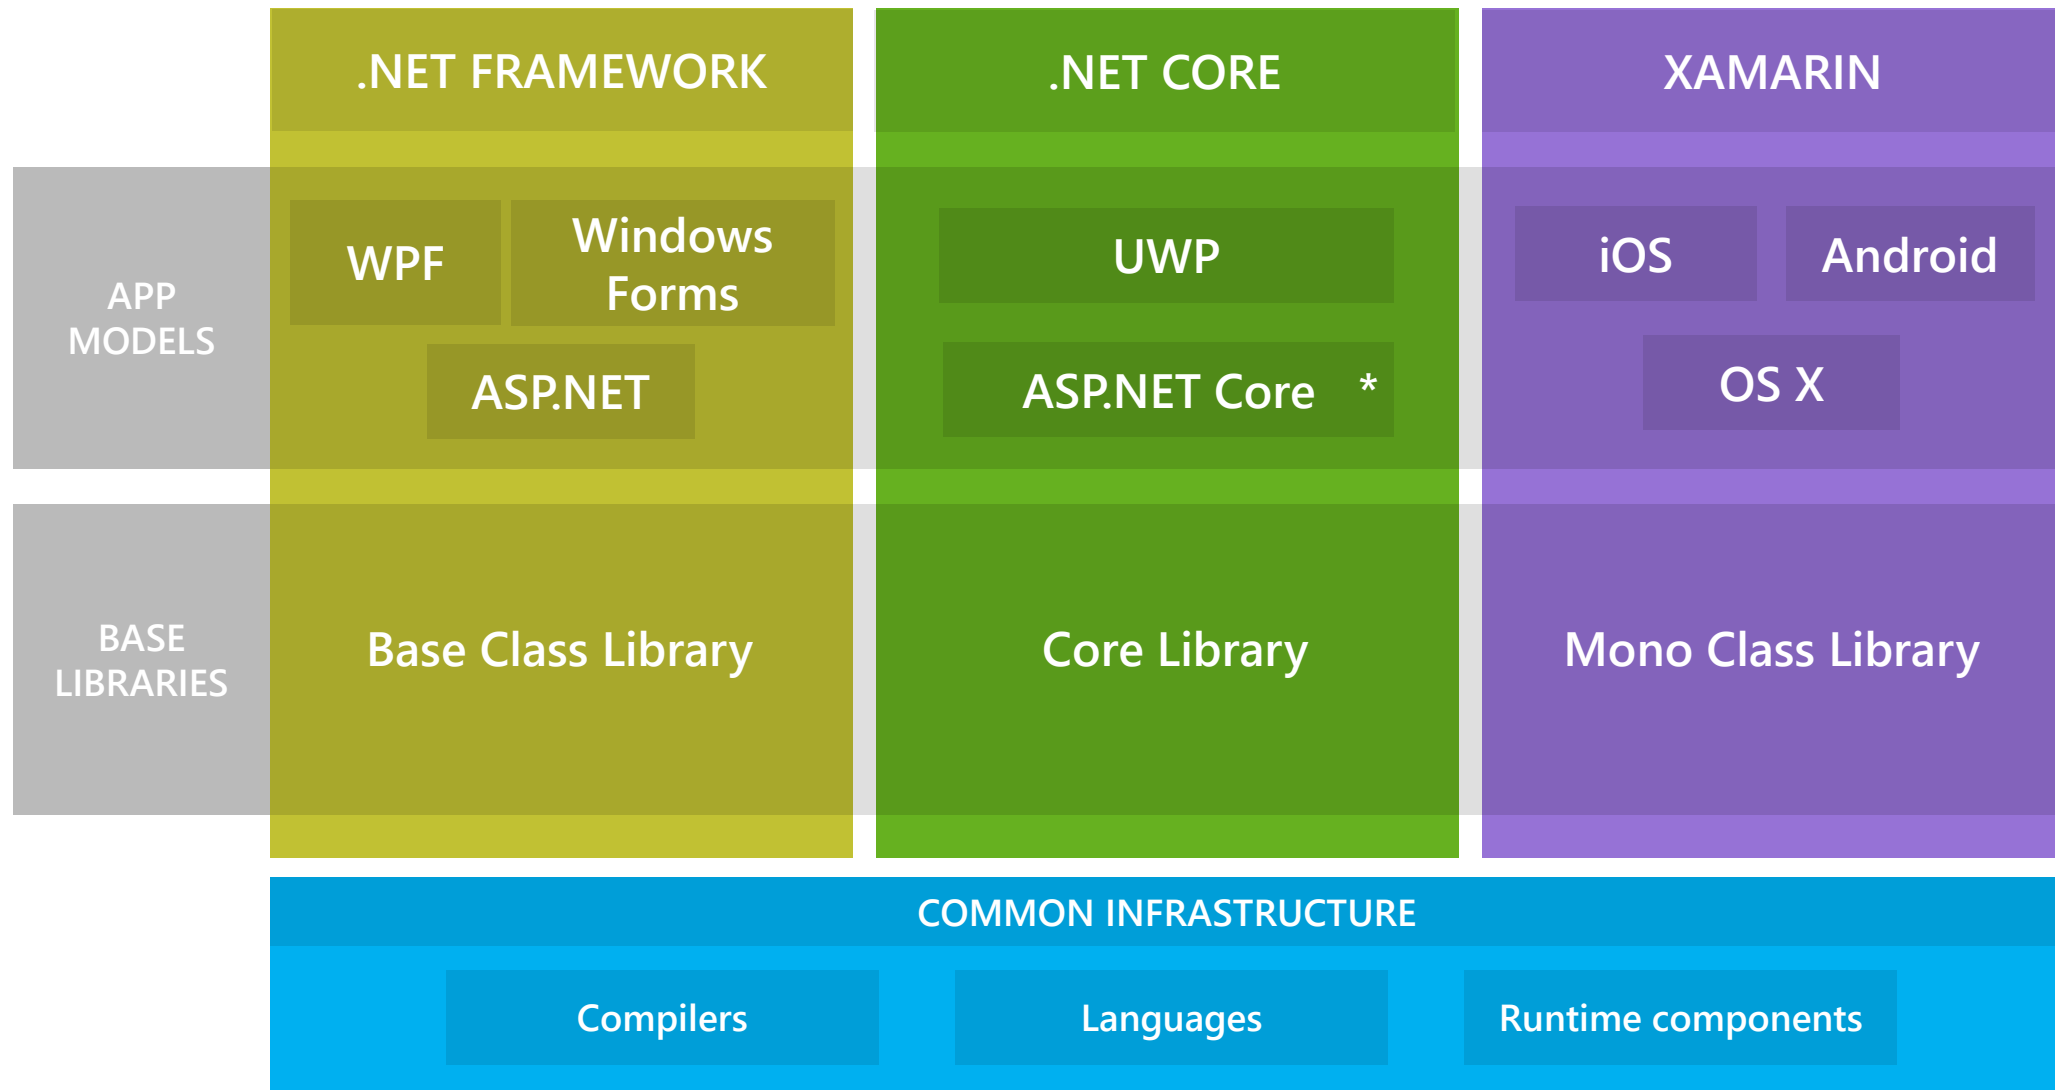 .NET FRAMEWORK
.NET CORE
XAMARIN
APP
MODELS
WPF
Windows
Forms
ASP.NET
UWP
ASP.NET Core *
iOS
Android
OS X
BASE
LIBRARIES
Base Class Library
Core Library
Mono Class Library
COMMON INFRASTRUCTURE
Compilers
Languages
Runtime components